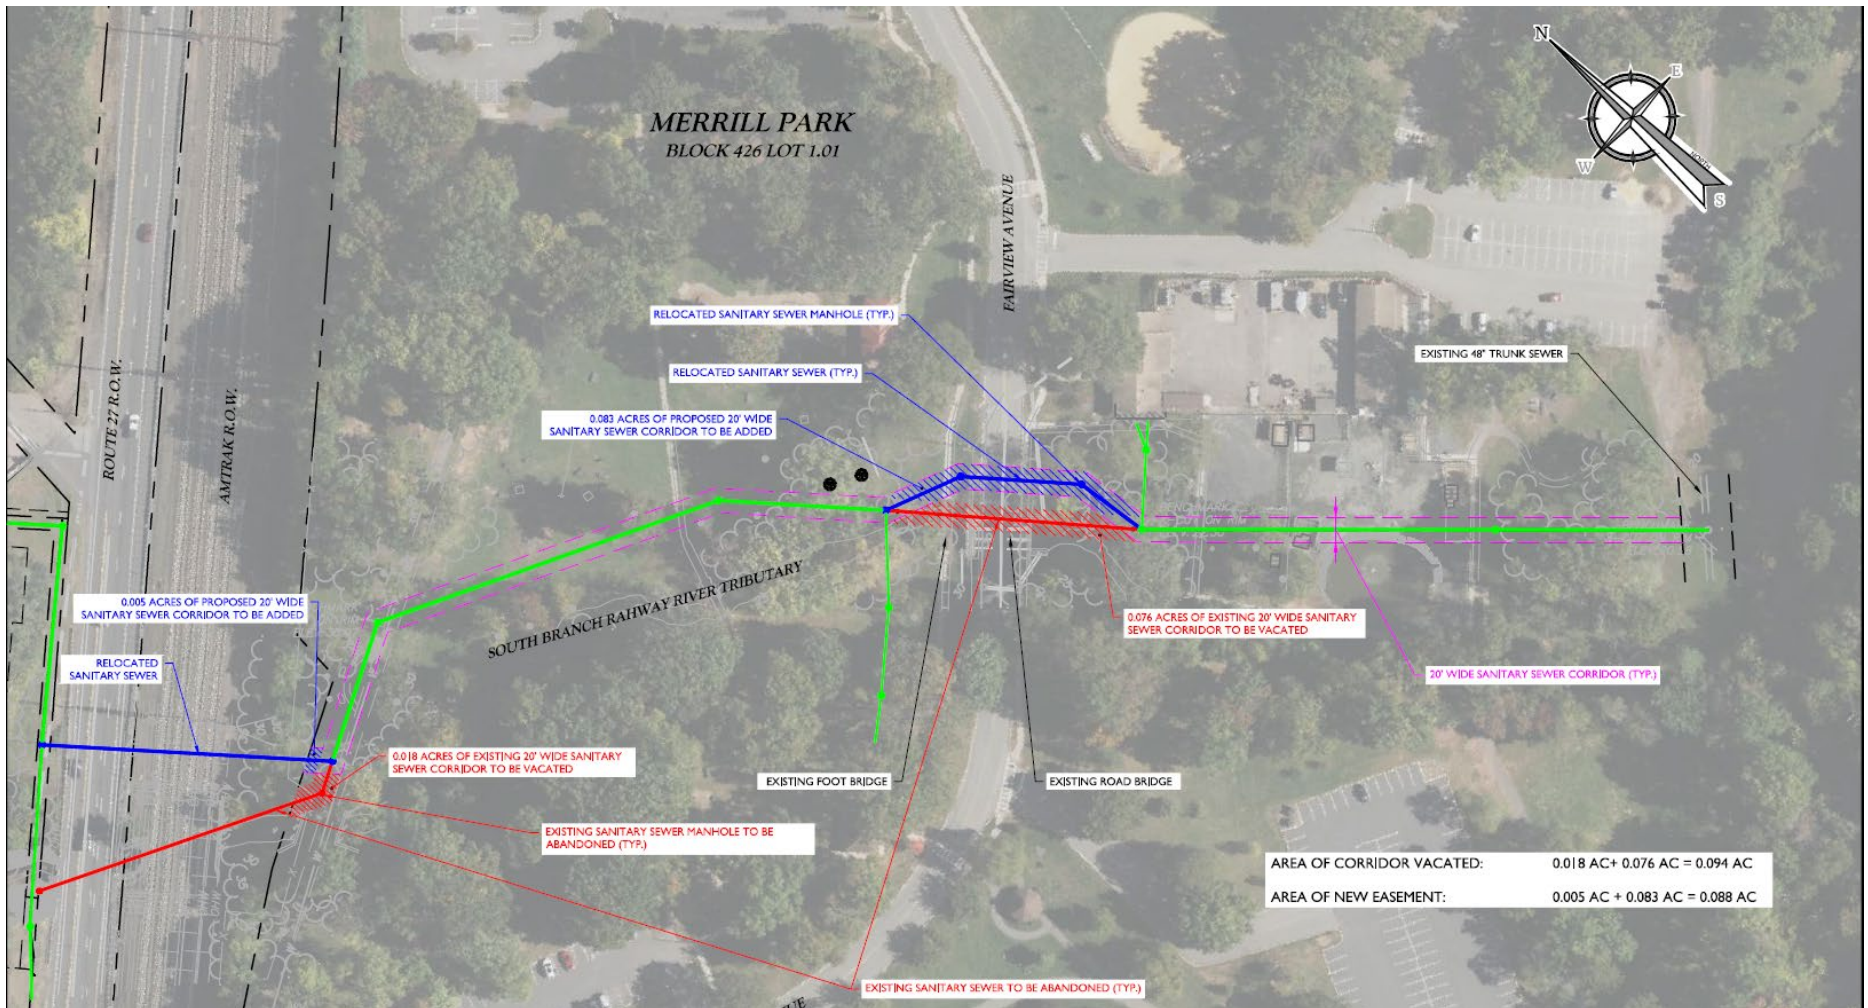 N
E
W
NORTH
S
MERRILL PARK
BLOCK 426 LOT 1.01
FAIRVIEW AVENUE
RELOCATED SANITARY SEWER MANHOLE (TYP.)
EXISTING 48" TRUNK SEWER
RELOCATED SANITARY SEWER (TYP.)
ROUTE 27 R.O.W.
AMTRAK R.O.W.
0.083 ACRES OF PROPOSED 20' WIDE
SANITARY SEWER CORRIDOR TO BE ADDED
0.005 ACRES OF PROPOSED 20' WIDE
SANITARY SEWER CORRIDOR TO BE ADDED
SOUTH BRANCH RAHWAY RIVER TRIBUTARY
0.076 ACRES OF EXISTING 20' WIDE SANITARY
SEWER CORRIDOR TO BE VACATED
RELOCATED
SANITARY SEWER
20' WIDE SANITARY SEWER CORRIDOR (TYP.)
0.018 ACRES OF EXISTING 20' WIDE SANITARY
SEWER CORRIDOR TO BE VACATED
EXISTING FOOT BRIDGE
EXISTING ROAD BRIDGE
EXISTING SANITARY SEWER MANHOLE TO BE
ABANDONED (TYP.)
AREA OF CORRIDOR VACATED: 0.018 AC+ 0.076 AC = 0.094 AC
AREA OF NEW EASEMENT: 0.005 AC + 0.083 AC = 0.088 AC
EXISTING SANITARY SEWER TO BE ABANDONED (TYP.)